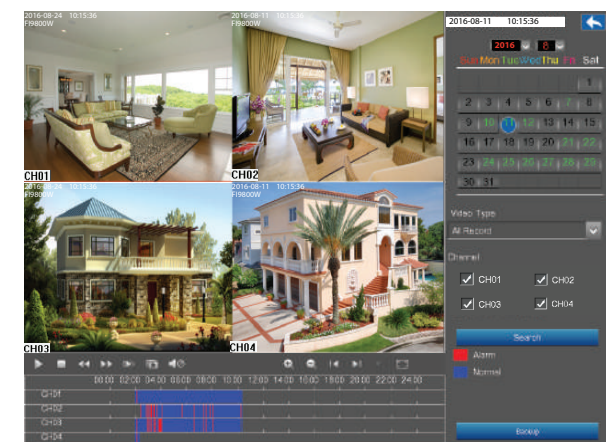 2016-08-24 10:15:36
FI9800W
CH01
2016-08-11 10:15:36
FI9800W
CH02
2016-08-24 10:15:36
FI9800W
CH03
2016-08-11 10:15:36
FI9800W
CH04
2016-08-11 10:15:36
2016 8
Sun Mon Tue Wed Thu Fri Sat
1
2 3 4 5 6 7 8
9 10 11 12 13 14 15
16 17 18 19 20 21 22
23 24 25 26 27 28 29
30 31
Video Type
All Record
Channel
CH01 CH02
CH03 CH04
Search
Alarm
Normal
Backup
00:00 02:00 04:00 06:00 08:00 10:00 12:00 14:00 16:00 18:00 20:00 22:00 24:00
CH01
CH02
CH03
CH04